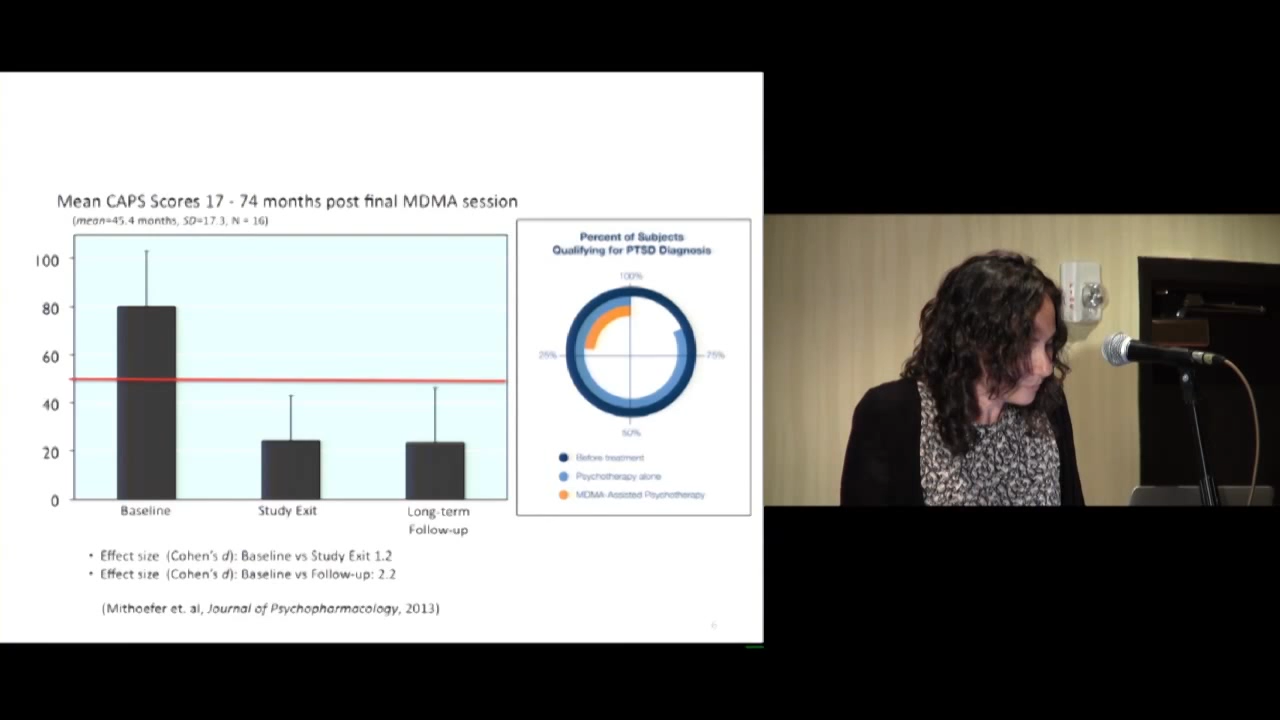 Mean CAPS Scores 17 - 74 months post final MDMA session
(mean=45.4 months, SD=17.3, N = 16)
100
80
60
40
20
0
Baseline
Study Exit
Long-term
Follow-up
Percent of Subjects
Qualifying for PTSD Diagnosis
100%
25%
75%
50%
Before treatment
Psychotherapy alone
MDMA-Assisted Psychotherapy
• Effect size (Cohen's d): Baseline vs Study Exit 1.2
• Effect size (Cohen's d): Baseline vs Follow-up: 2.2
(Mithoefer et. al, Journal of Psychopharmacology, 2013)
6